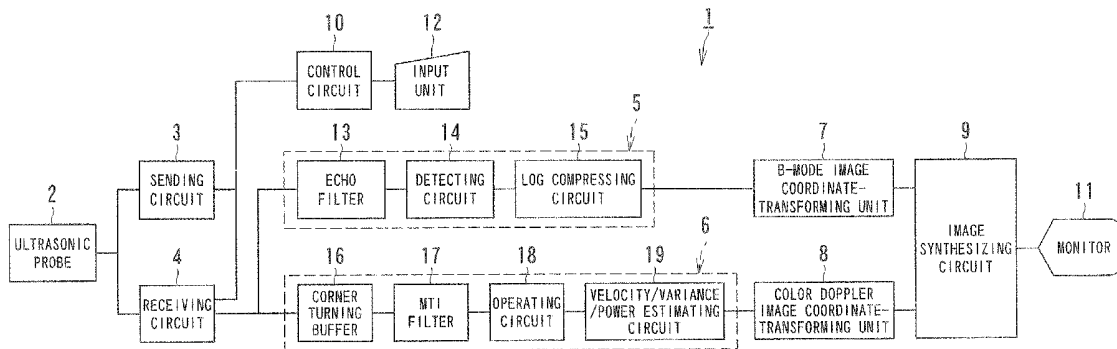 1
10
12
CONTROL
CIRCUIT
INPUT
UNIT
3
SENDING
CIRCUIT
5
13
14
15
ECHO
FILTER
DETECTING
CIRCUIT
LOG COMPRESSING
CIRCUIT
7
B-MODE IMAGE
COORDINATE-
TRANSFORMING UNIT
9
IMAGE
SYNTHESIZING
CIRCUIT
11
MONITOR
2
ULTRASONIC
PROBE
4
RECEIVING
CIRCUIT
6
16
17
18
19
CORNER
TURNING
BUFFER
MTI
FILTER
OPERATING
CIRCUIT
VELOCITY/VARIANCE
/POWER ESTIMATING
CIRCUIT
8
COLOR DOPPLER
IMAGE COORDINATE-
TRANSFORMING UNIT